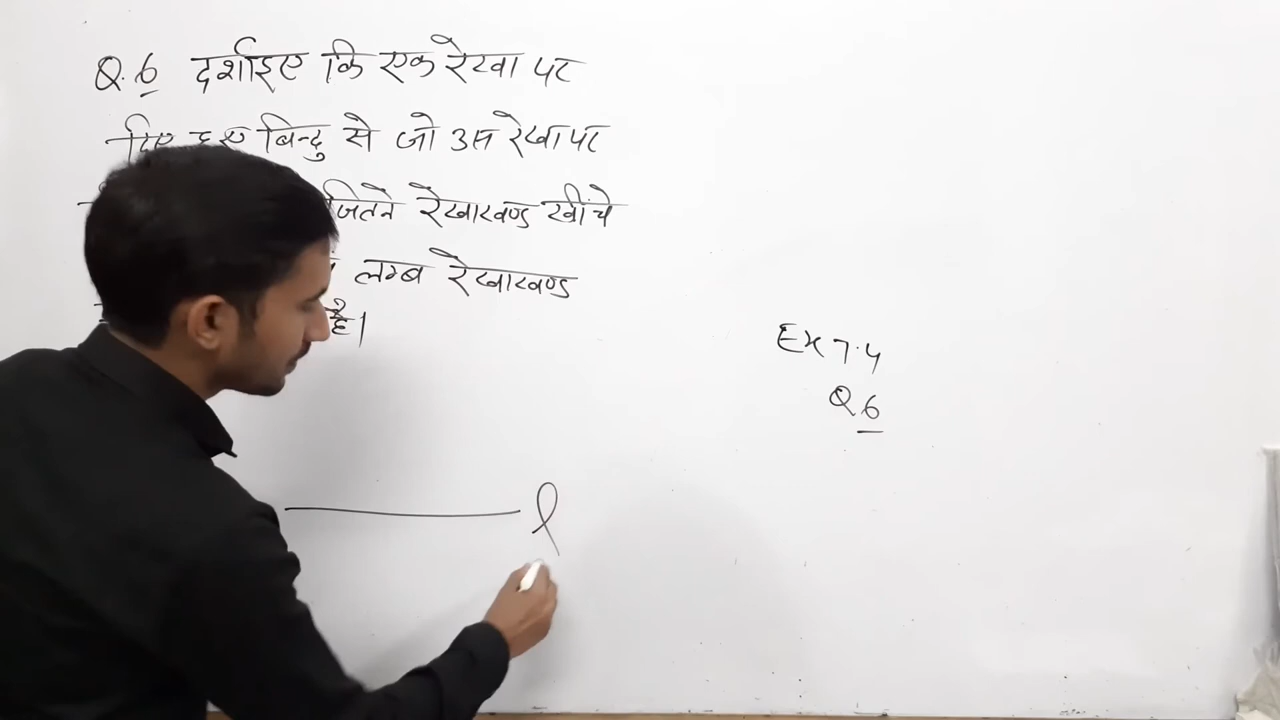 Q.6 दर्शाइए कि एक रेखा पर
दिए हुए बिन्दु से जो उस रेखा पर
जितने रेखाखण्ड खींचे
लम्ब रेखाखण्ड
है।
Ex 7.4
Q 6
l